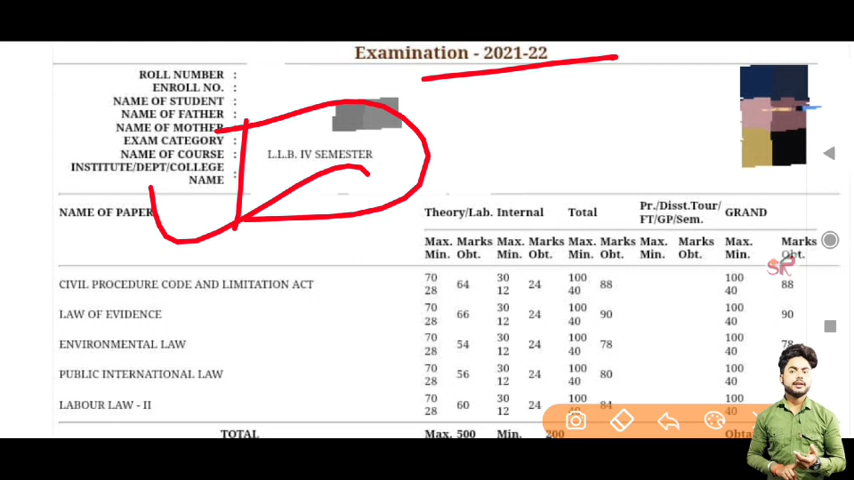 Examination - 2021-22
ROLL NUMBER :
ENROLL NO. :
NAME OF STUDENT :
NAME OF FATHER :
NAME OF MOTHER :
EXAM CATEGORY :
NAME OF COURSE : L.L.B. IV SEMESTER
INSTITUTE/DEPT/COLLEGE NAME :
NAME OF PAPER Theory/Lab. Internal Total Pr./Disst.Tour/ FT/GP/Sem. GRAND
Max. Marks Max. Marks Max. Marks Max. Marks Max. Marks
Min. Obt. Min. Obt. Min. Obt. Min. Obt. Min. Obt.
SR
CIVIL PROCEDURE CODE AND LIMITATION ACT 70 28 64 30 12 24 100 40 88 100 40 88
LAW OF EVIDENCE 70 28 66 30 12 24 100 40 90 100 40 90
ENVIRONMENTAL LAW 70 28 54 30 12 24 100 40 78 100 40 78
PUBLIC INTERNATIONAL LAW 70 28 56 30 12 24 100 40 80 100 40
LABOUR LAW - II 70 28 60 30 12 24 100 40 84 100 40
TOTAL Max. 500 Min. 200